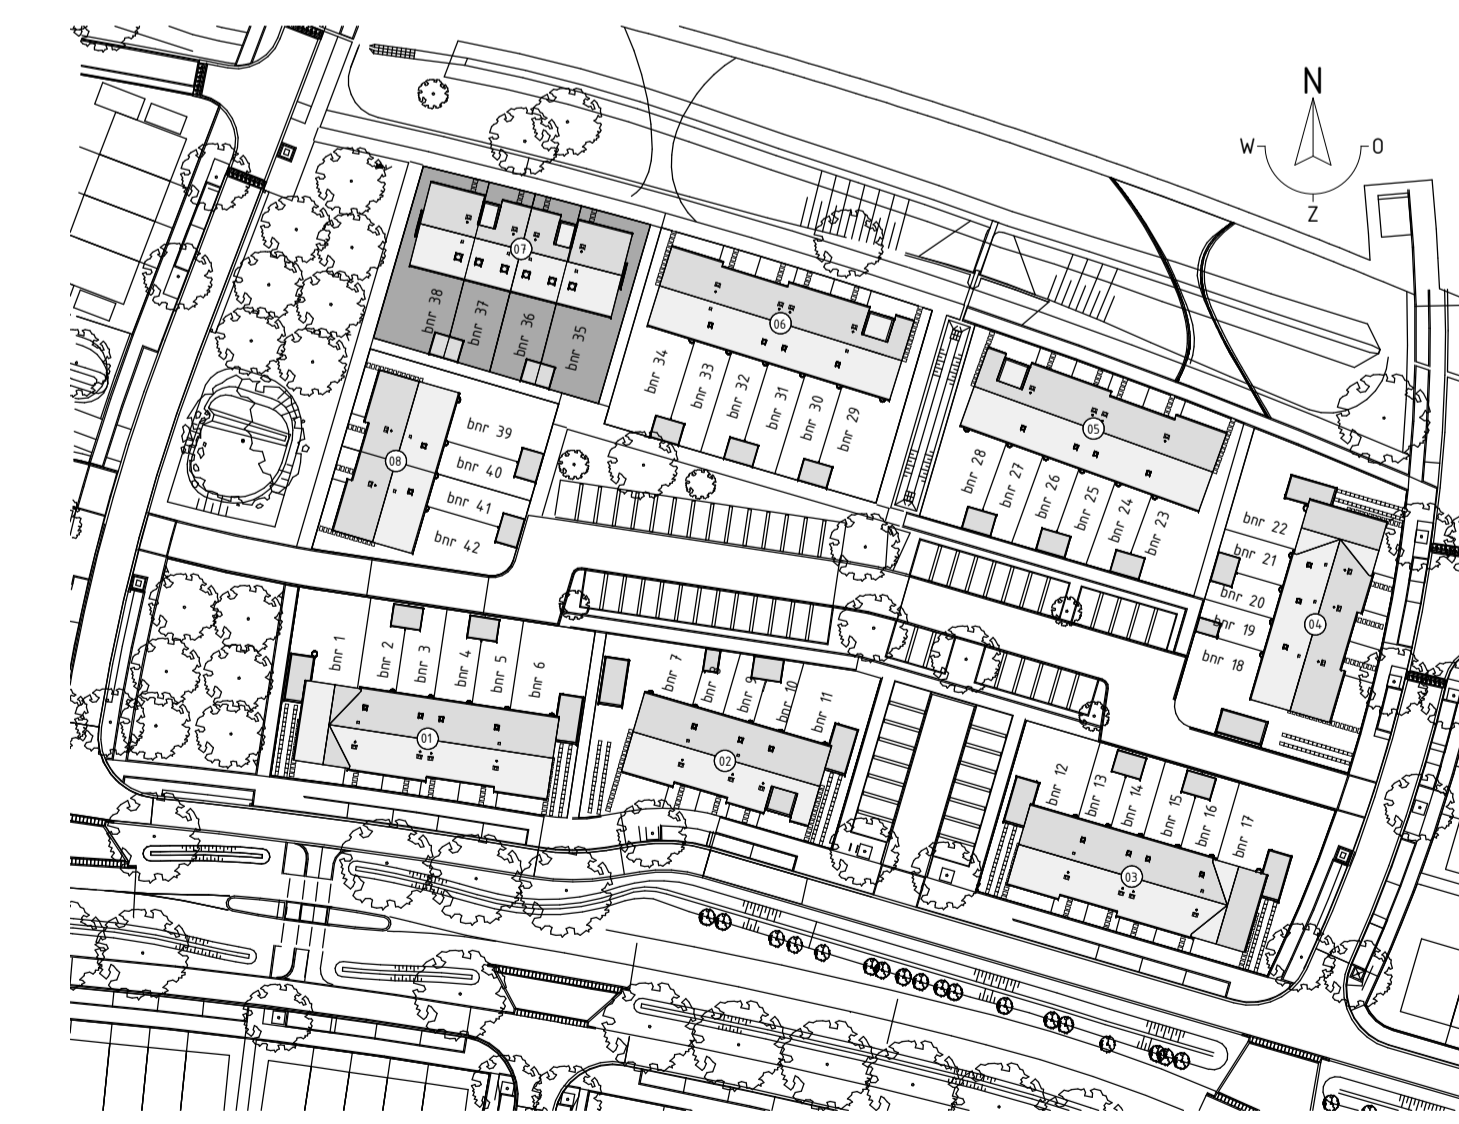 N
W
O
Z
07
bnr 38
bnr 37
bnr 36
bnr 35
06
bnr 34
bnr 33
bnr 32
bnr 31
bnr 30
bnr 29
05
bnr 28
bnr 27
bnr 26
bnr 25
bnr 24
bnr 23
08
bnr 39
bnr 40
bnr 41
bnr 42
04
bnr 22
bnr 21
bnr 20
bnr 19
bnr 18
bnr 1
bnr 2
bnr 3
bnr 4
bnr 5
bnr 6
01
bnr 7
bnr 8
bnr 9
bnr 10
bnr 11
02
bnr 12
bnr 13
bnr 14
bnr 15
bnr 16
bnr 17
03